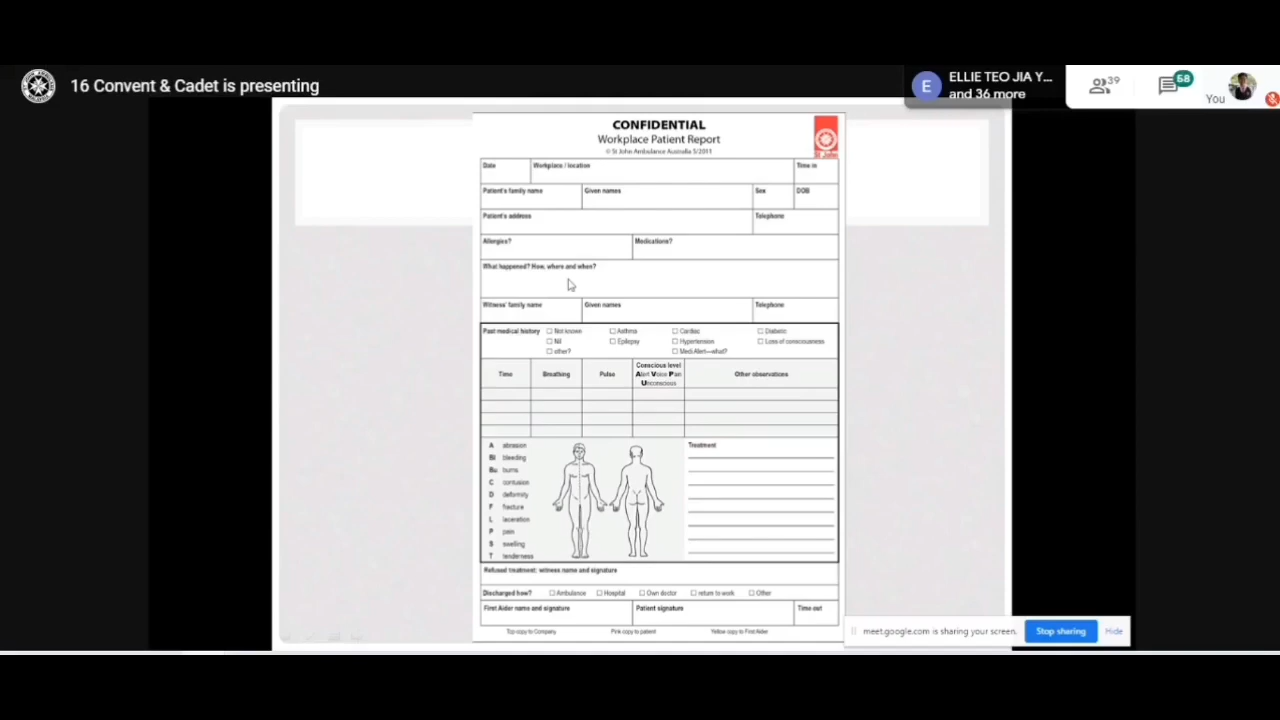 16 Convent & Cadet is presenting
E
ELLIE TEO JIA Y...
and 36 more
39
58
You
CONFIDENTIAL
Workplace Patient Report
© St John Ambulance Australia 5/2011
St John
Date Workplace / location Time in
Patient's family name Given names Sex DOB
Patient's address Telephone
Allergies? Medications?
What happened? How, where and when?
Witness' family name Given names Telephone
Past medical history Not known Asthma Cardiac Diabetic
Nil Epilepsy Hypertension Loss of consciousness
other? Medi Alert—what?
Time Breathing Pulse Conscious level Alert Voice Pain Unconscious Other observations
A abrasion
Bl bleeding
Bu burns
C contusion
D deformity
F fracture
L laceration
P pain
S swelling
T tenderness
Treatment
Refused treatment: witness name and signature
Discharged how? Ambulance Hospital Own doctor return to work Other
First Aider name and signature Patient signature Time out
Top copy to Company Pink copy to patient Yellow copy to First Aider
meet.google.com is sharing your screen. Stop sharing Hide